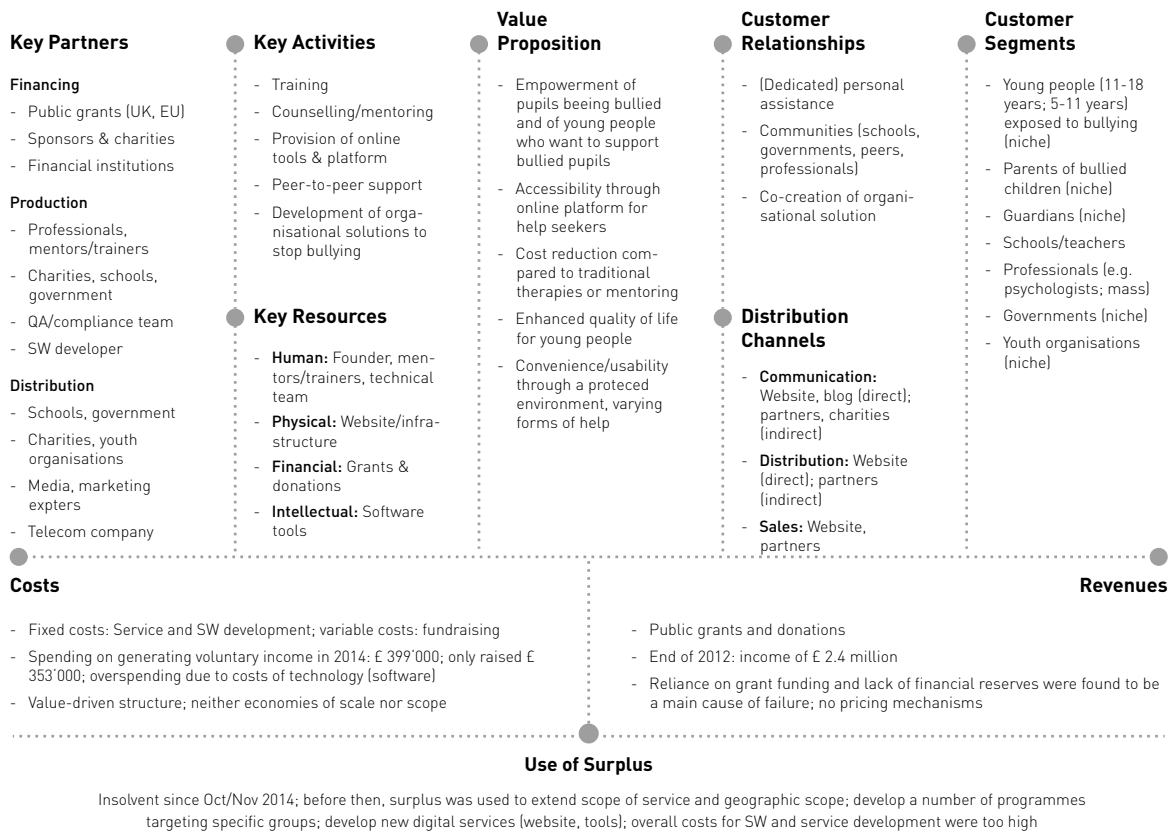 Key Partners
Financing
- Public grants (UK, EU)
- Sponsors & charities
- Financial institutions
Production
- Professionals,
mentors/trainers
- Charities, schools,
government
- QA/compliance team
- SW developer
Distribution
- Schools, government
- Charities, youth
organisations
- Media, marketing
expters
- Telecom company
Key Activities
- Training
- Counselling/mentoring
- Provision of online
tools & platform
- Peer-to-peer support
- Development of orga-
nisational solutions to
stop bullying
Key Resources
- Human: Founder, men-
tors/trainers, technical
team
- Physical: Website/infra-
structure
- Financial: Grants &
donations
- Intellectual: Software
tools
Value
Proposition
- Empowerment of
pupils beeing bullied
and of young people
who want to support
bullied pupils
- Accessibility through
online platform for
help seekers
- Cost reduction com-
pared to traditional
therapies or mentoring
- Enhanced quality of life
for young people
- Convenience/usability
through a proteced
environment, varying
forms of help
Customer
Relationships
- (Dedicated) personal
assistance
- Communities (schools,
governments, peers,
professionals)
- Co-creation of organi-
sational solution
Distribution
Channels
- Communication:
Website, blog (direct);
partners, charities
(indirect)
- Distribution: Website
(direct); partners
(indirect)
- Sales: Website,
partners
Customer
Segments
- Young people (11-18
years; 5-11 years)
exposed to bullying
(niche)
- Parents of bullied
children (niche)
- Guardians (niche)
- Schools/teachers
- Professionals (e.g.
psychologists; mass)
- Governments (niche)
- Youth organisations
(niche)
Costs
- Fixed costs: Service and SW development; variable costs: fundraising
- Spending on generating voluntary income in 2014: £ 399'000; only raised £
353'000; overspending due to costs of technology (software)
- Value-driven structure; neither economies of scale nor scope
Revenues
- Public grants and donations
- End of 2012: income of £ 2.4 million
- Reliance on grant funding and lack of financial reserves were found to be
a main cause of failure; no pricing mechanisms
Use of Surplus
Insolvent since Oct/Nov 2014; before then, surplus was used to extend scope of service and geographic scope; develop a number of programmes
targeting specific groups; develop new digital services (website, tools); overall costs for SW and service development were too high